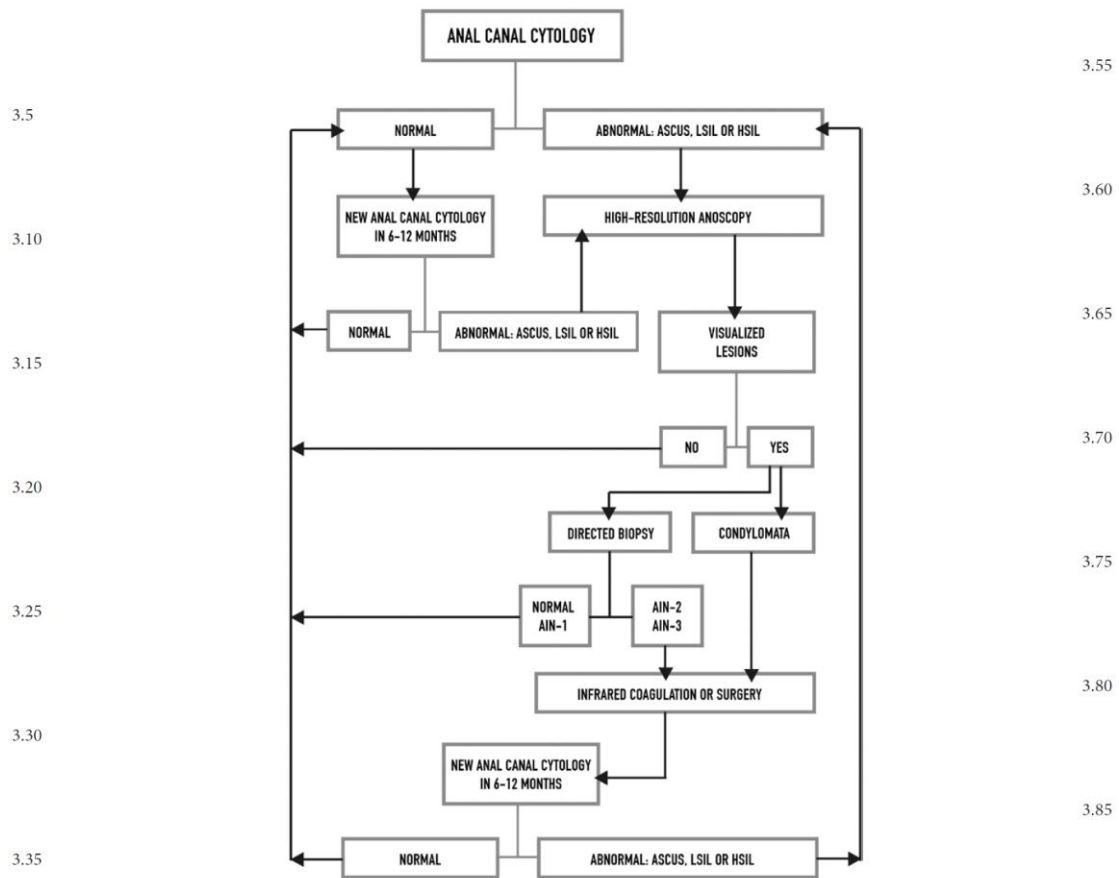 ANAL CANAL CYTOLOGY
3.55
3.5
NORMAL
ABNORMAL: ASCUS, LSIL OR HSIL
3.60
NEW ANAL CANAL CYTOLOGY
IN 6-12 MONTHS
HIGH-RESOLUTION ANOSCOPY
3.10
3.65
NORMAL
ABNORMAL: ASCUS, LSIL OR HSIL
VISUALIZED
LESIONS
3.15
3.70
NO
YES
3.20
DIRECTED BIOPSY
CONDYLOMATA
3.75
3.25
NORMAL
AIN-1
AIN-2
AIN-3
3.80
INFRARED COAGULATION OR SURGERY
3.30
NEW ANAL CANAL CYTOLOGY
IN 6-12 MONTHS
3.85
3.35
NORMAL
ABNORMAL: ASCUS, LSIL OR HSIL